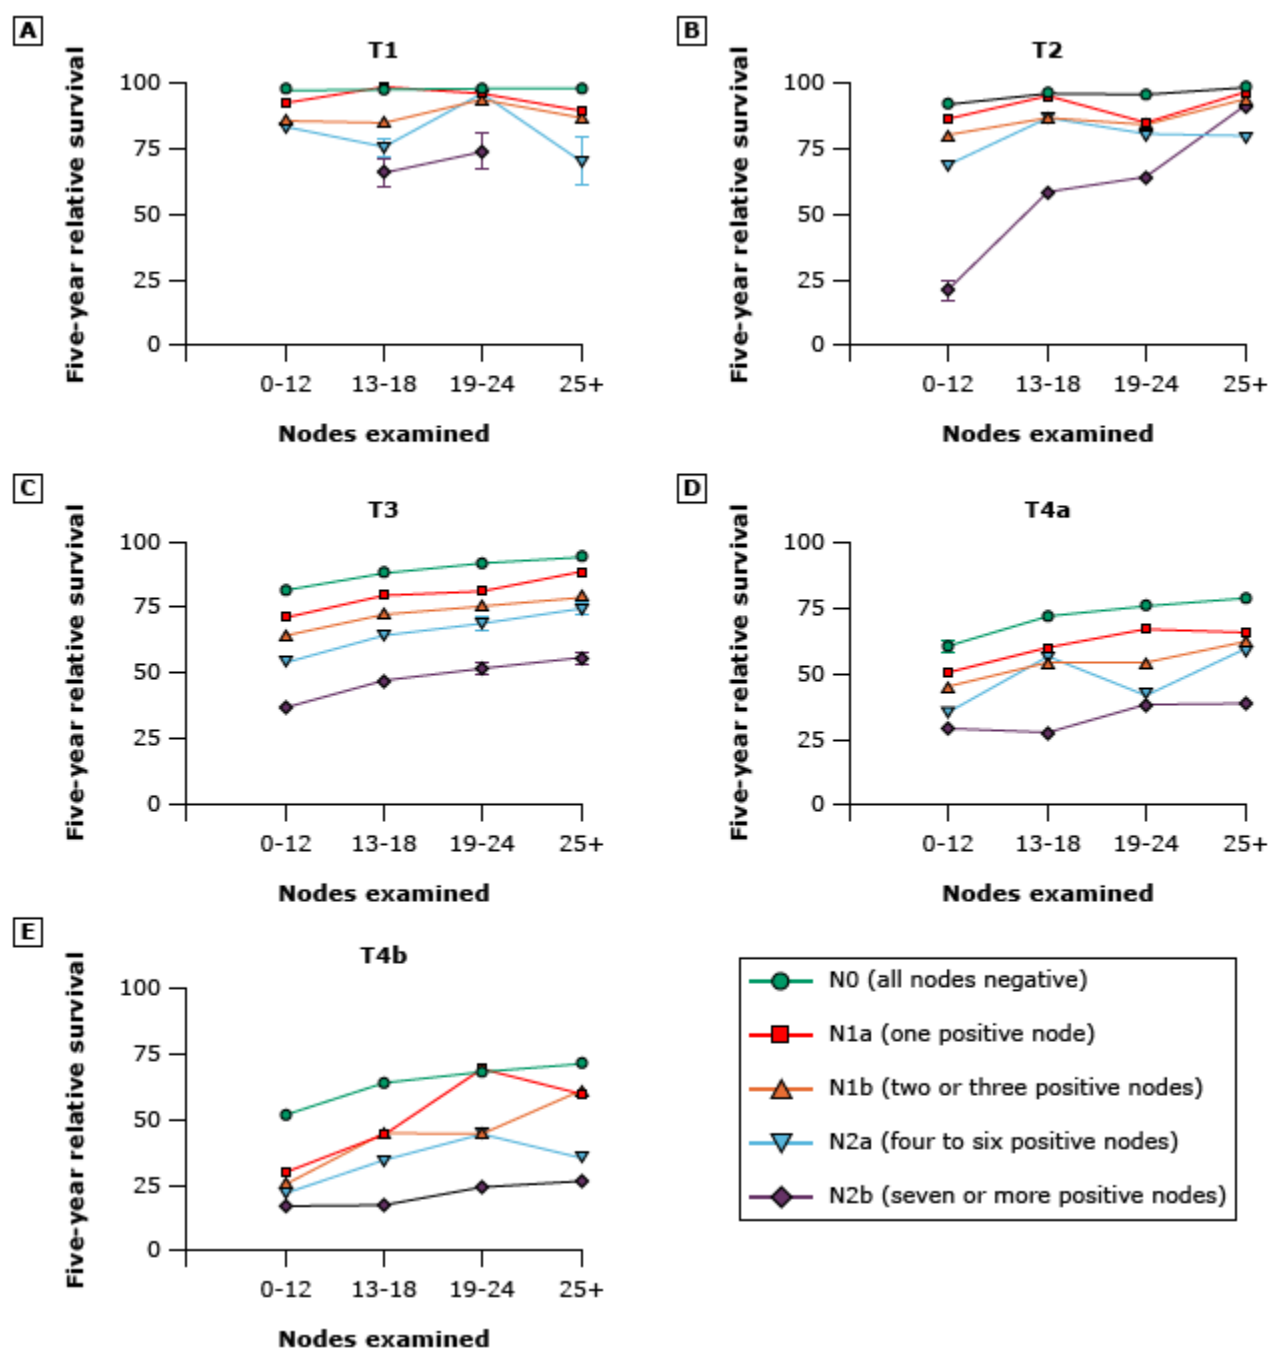 A
T1
Five-year relative survival
100
75
50
25
0
0-12 13-18 19-24 25+
Nodes examined
B
T2
Five-year relative survival
100
75
50
25
0
0-12 13-18 19-24 25+
Nodes examined
C
T3
Five-year relative survival
100
75
50
25
0
0-12 13-18 19-24 25+
Nodes examined
D
T4a
Five-year relative survival
100
75
50
25
0
0-12 13-18 19-24 25+
Nodes examined
E
T4b
Five-year relative survival
100
75
50
25
0
0-12 13-18 19-24 25+
Nodes examined
N0 (all nodes negative)
N1a (one positive node)
N1b (two or three positive nodes)
N2a (four to six positive nodes)
N2b (seven or more positive nodes)